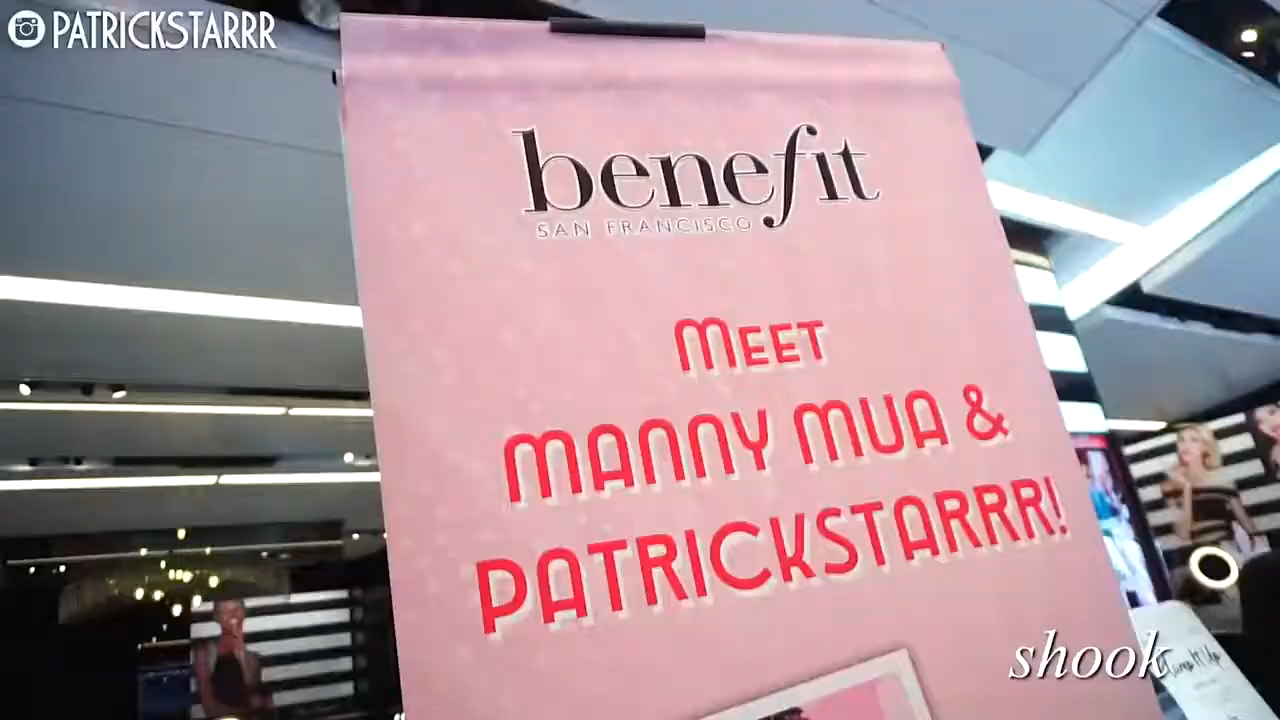 PATRICKSTARRR
benefit
SAN FRANCISCO
MEET
MANNY MUA &
PATRICKSTARRR!
shook